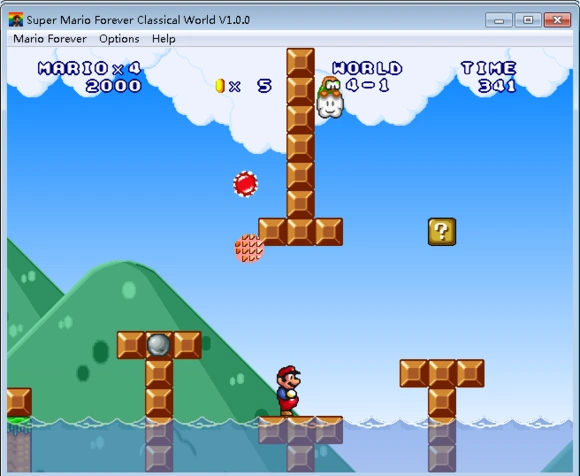 Super Mario Forever Classical World V1.0.0
Mario Forever Options Help
MARIO×4 WORLD TIME
2000 × 5 4-1 341
?